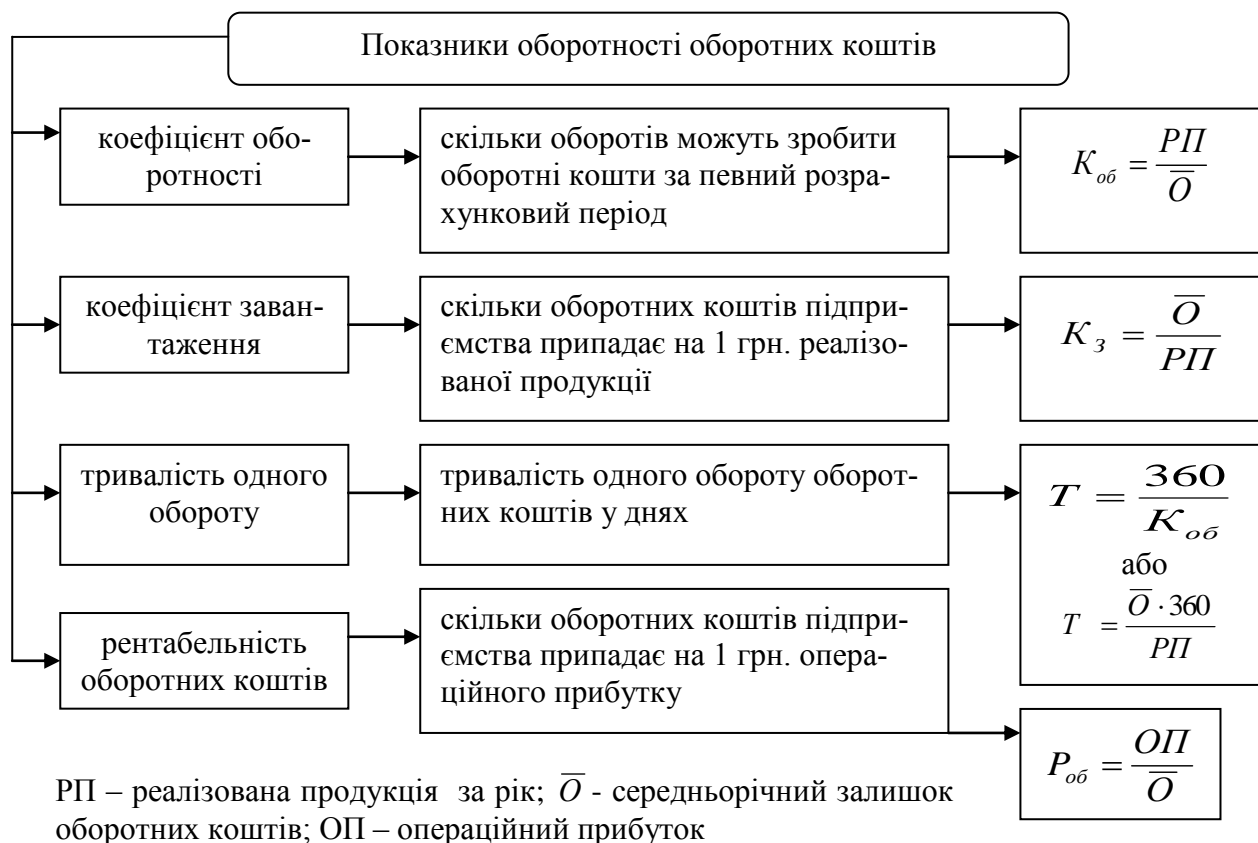 Показники оборотності оборотних коштів
коефіцієнт обо-
ротності
скільки оборотів можуть зробити
оборотні кошти за певний розра-
хунковий період
K_об = РП / O̅
коефіцієнт заван-
таження
скільки оборотних коштів підпри-
ємства припадає на 1 грн. реалізо-
ваної продукції
K_З = O̅ / РП
тривалість одного
обороту
тривалість одного обороту оборот-
них коштів у днях
T = 360 / K_об
або
T = O̅ · 360 / РП
рентабельність
оборотних коштів
скільки оборотних коштів підпри-
ємства припадає на 1 грн. опера-
ційного прибутку
P_об = ОП / O̅
РП – реалізована продукція за рік; O̅ - середньорічний залишок
оборотних коштів; ОП – операційний прибуток